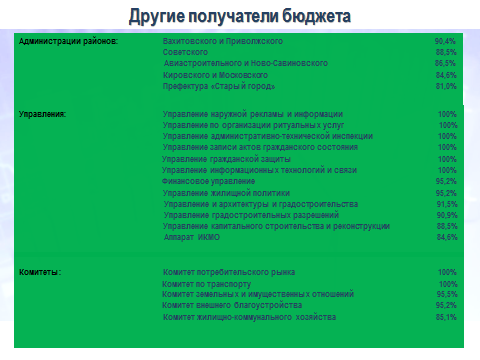 Другие получатели бюджета
Администрации районов: Вахитовского и Приволжского 90,4%
Советского 88,5%
Авиастроительного и Ново-Савиновского 86,5%
Кировского и Московского 84,6%
Префектура «Старый город» 81,8%
Управления: Управление наружной рекламы и информации 100%
Управление по организации ритуальных услуг 100%
Управление административно-технической инспекции 100%
Управление записи актов гражданского состояния 100%
Управление гражданской защиты 100%
Управление информационных технологий и связи 100%
Финансовое управление 95,2%
Управление жилищной политики 95,2%
Управление и архитектуры и градостроительства 91,5%
Управление градостроительных разрешений 90,9%
Управление капитального строительства и реконструкции 88,5%
Аппарат ИКМО 84,6%
Комитеты: Комитет потребительского рынка 100%
Комитет по транспорту 100%
Комитет земельных и имущественных отношений 95,5%
Комитет внешнего благоустройства 95,2%
Комитет жилищно-коммунального хозяйства 85,1%